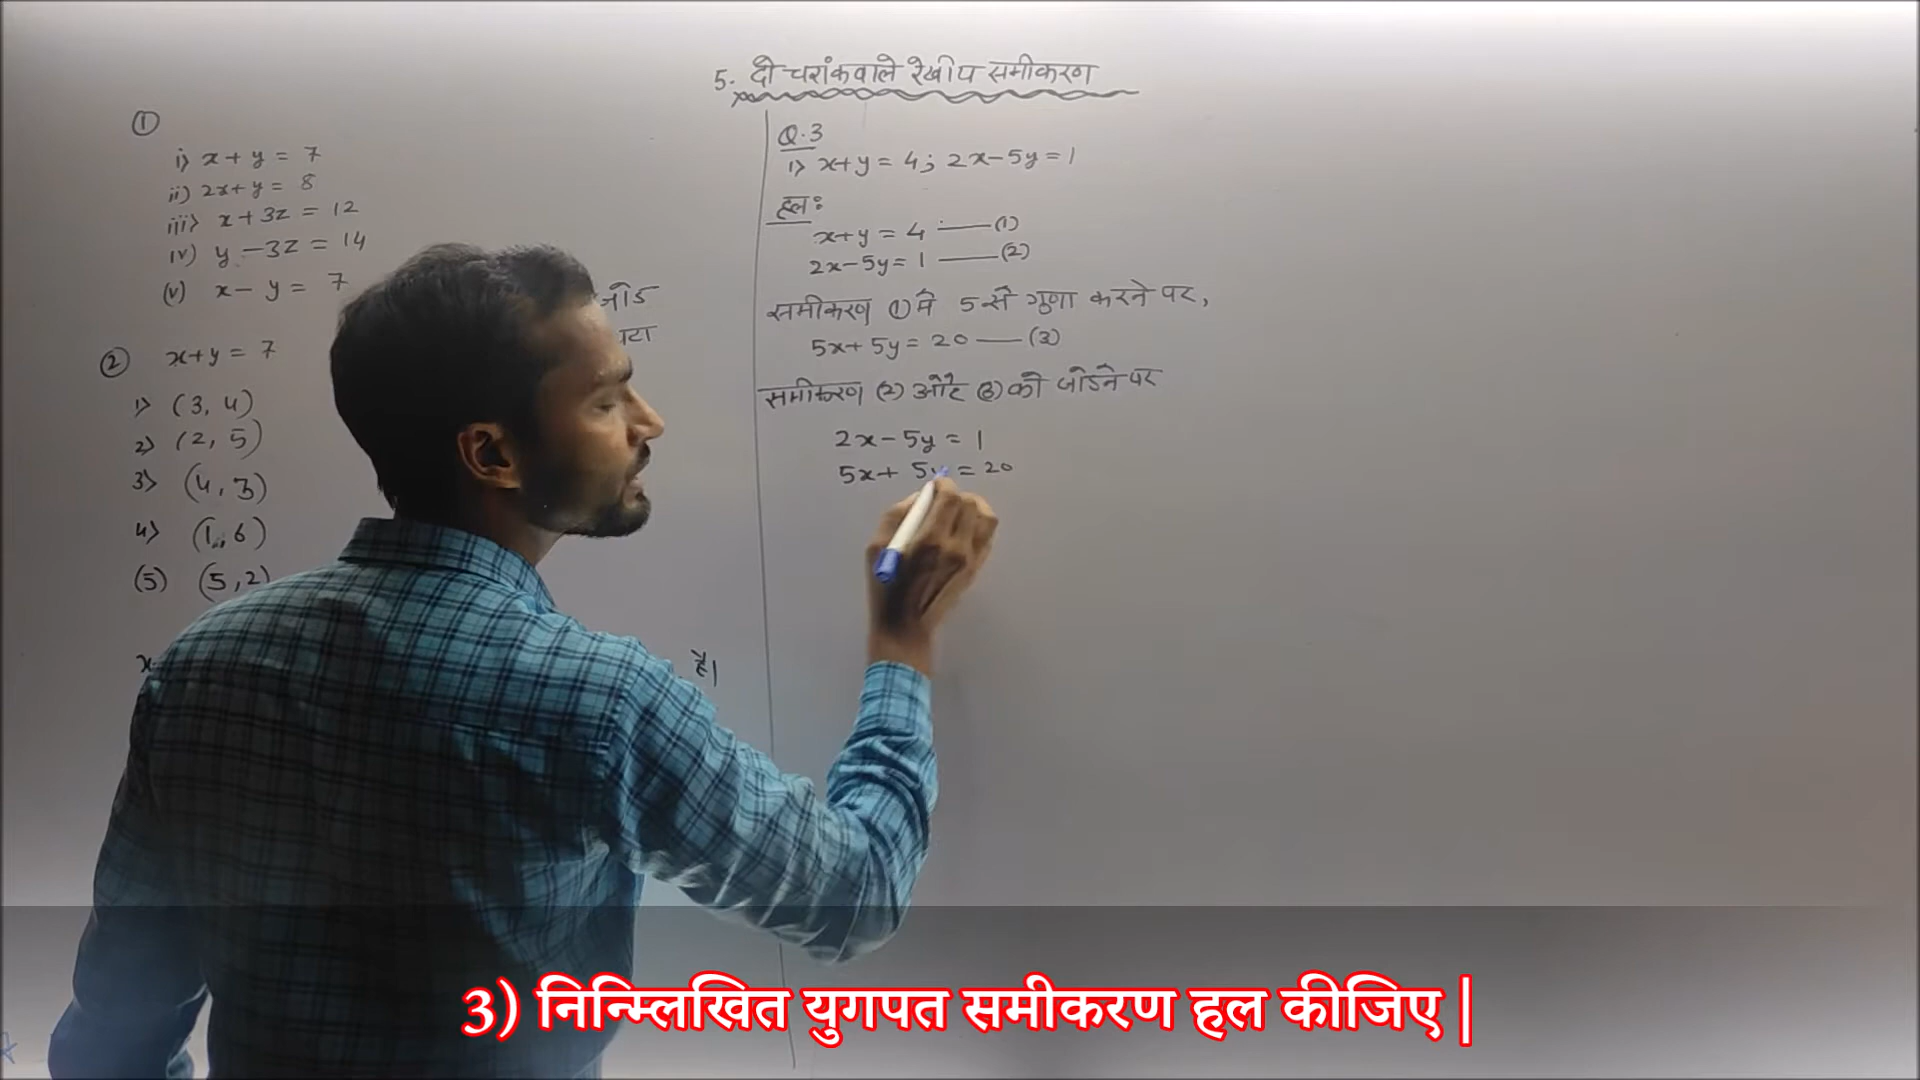 5. दो चरांकवाले रेखीय समीकरण
①
i) x + y = 7
ii) 2x + y = 8
iii) x + 3z = 12
iv) y - 3z = 14
(v) x - y = 7
② x + y = 7
1) (3, 4)
2) (2, 5)
3) (4, 3)
4) (1, 6)
(5) (5, 2)
x
है।
Q.3
1) x+y = 4; 2x-5y = 1
हल:
x+y = 4 —— (1)
2x-5y = 1 —— (2)
समीकरण ① मे 5 से गुणा करने पर,
5x + 5y = 20 —— (3)
समीकरण (2) और (3) को जोडने पर
2x - 5y = 1
5x + 5y = 20
3) निन्म्लिखित युगपत समीकरण हल कीजिए |